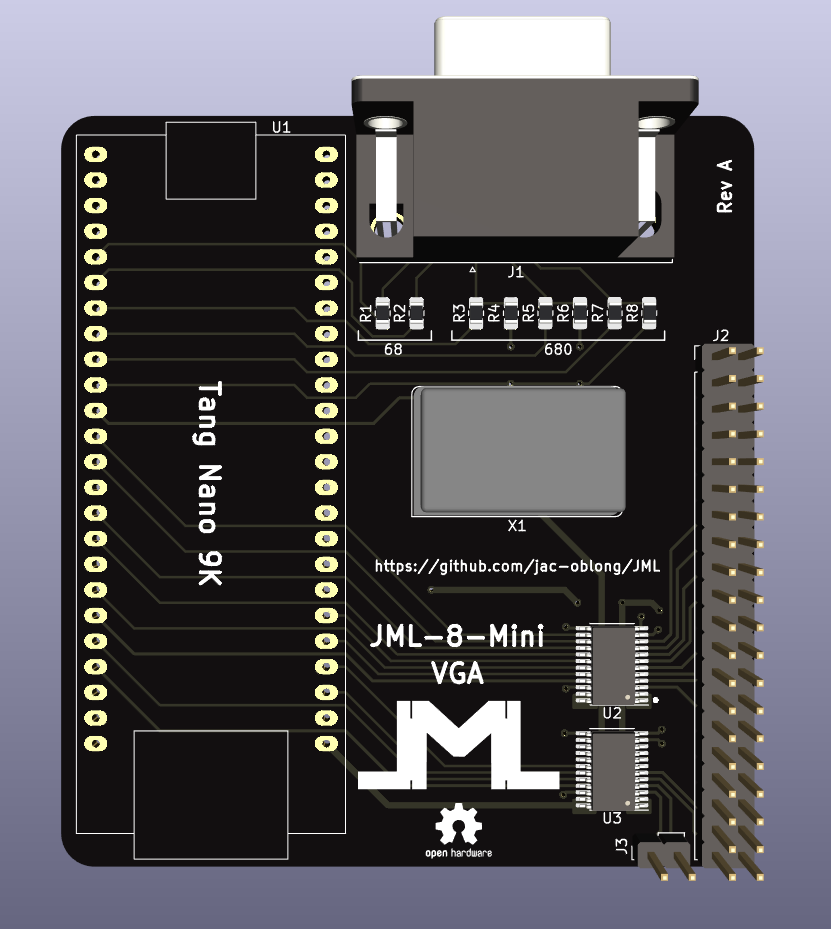 U1
Rev A
J1
R1
R2
R3
R4
R5
R6
R7
R8
68
680
J2
Tang Nano 9K
X1
https://github.com/jac-oblong/JML
JML-8-Mini
VGA
JML
U2
U3
J3
open hardware